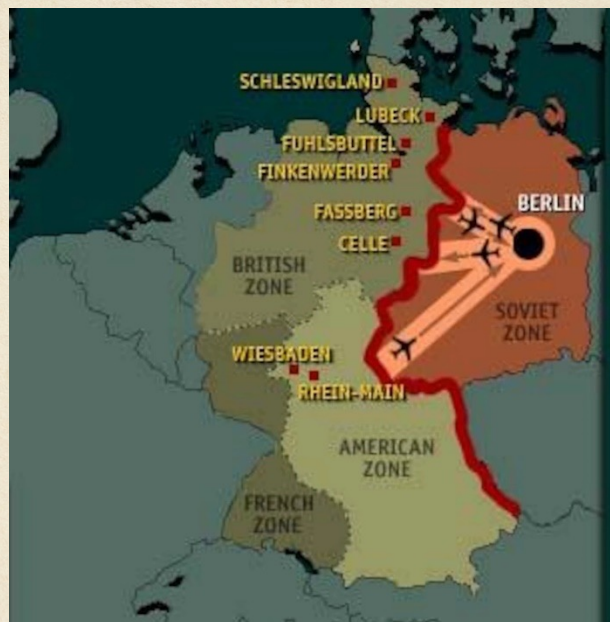 SCHLESWIGLAND
LUBECK
FUHLSBUTTEL
FINKENWERDER
BERLIN
FASSBERG
CELLE
BRITISH
ZONE
SOVIET
ZONE
WIESBADEN
RHEIN-MAIN
AMERICAN
ZONE
FRENCH
ZONE